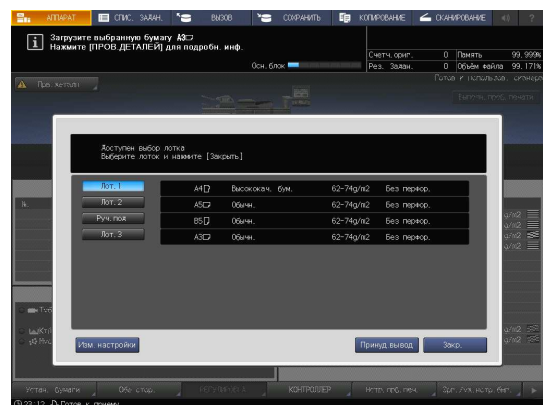 АППАРАТ
СПИС. ЗАДАН.
ВЫЗОВ
СОХРАНИТЬ
КОПИРОВАНИЕ
СКАНИРОВАНИЕ
Загрузите выбранную бумагу A3
Нажмите [ПРОВ.ДЕТАЛЕЙ] для подробн. инф.
Осн. блок
Счетч. ориг. 0 Память 99.999%
Рез. Задан. 0 Объём файла 99.171%
Доступен выбор лотка
Выберите лоток и нажмите [Закрыть]
Лот. 1 A4 Высококач. бум. 62-74g/m2 Без перфор.
Лот. 2 A5 Обычн. 62-74g/m2 Без перфор.
Руч. под B5 Обычн. 62-74g/m2 Без перфор.
Лот. 3 A3 Обычн. 62-74g/m2 Без перфор.
Изм. настройки
Принуд вывод
Закр.
КОНТРОЛЛЕР
23:12